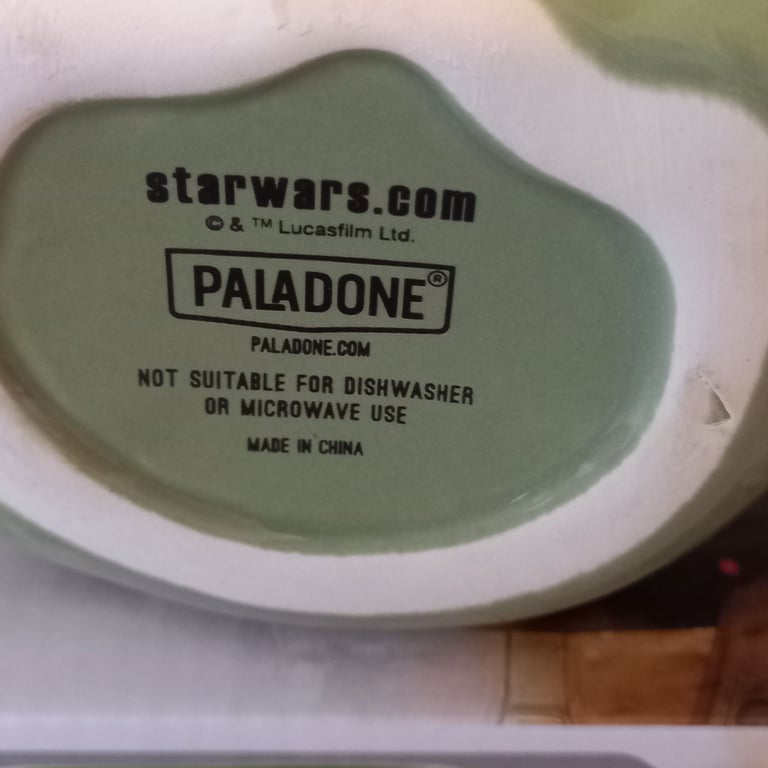 starwars.com
© & ™ Lucasfilm Ltd.
PALADONE®
PALADONE.COM
NOT SUITABLE FOR DISHWASHER
OR MICROWAVE USE
MADE IN CHINA